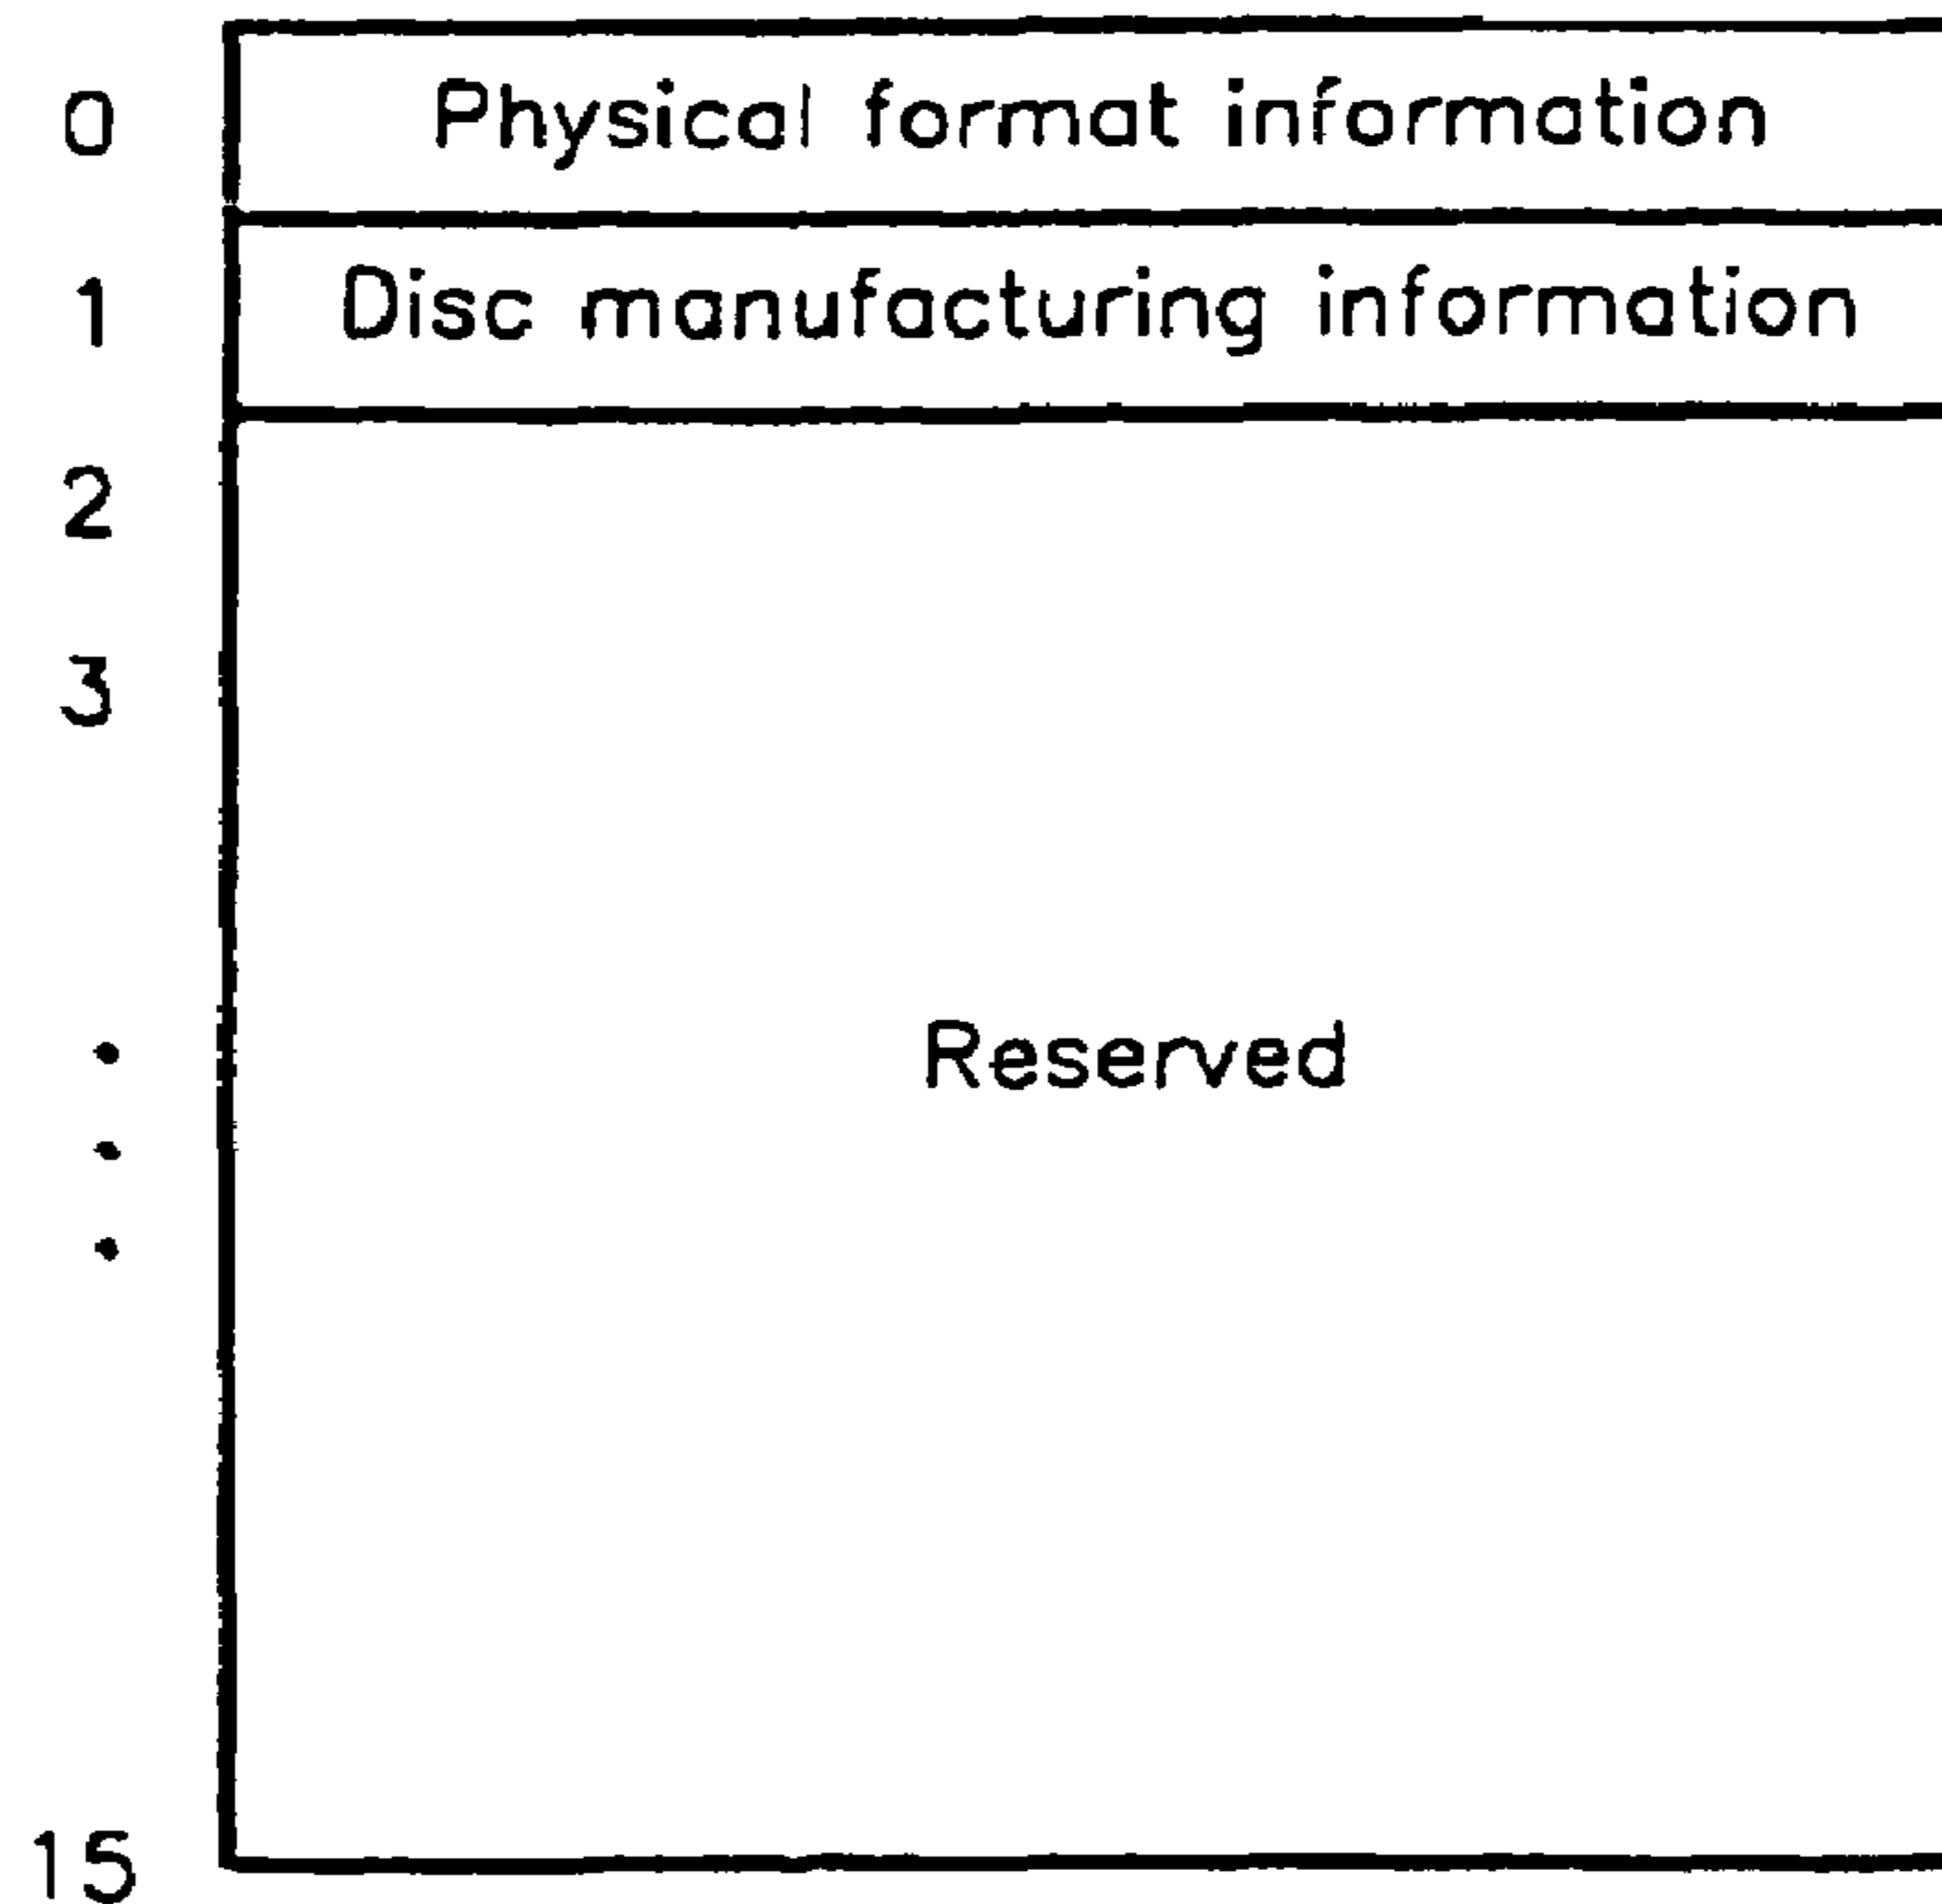 0 Physical format information
1 Disc manufacturing information
2
3
Reserved
15